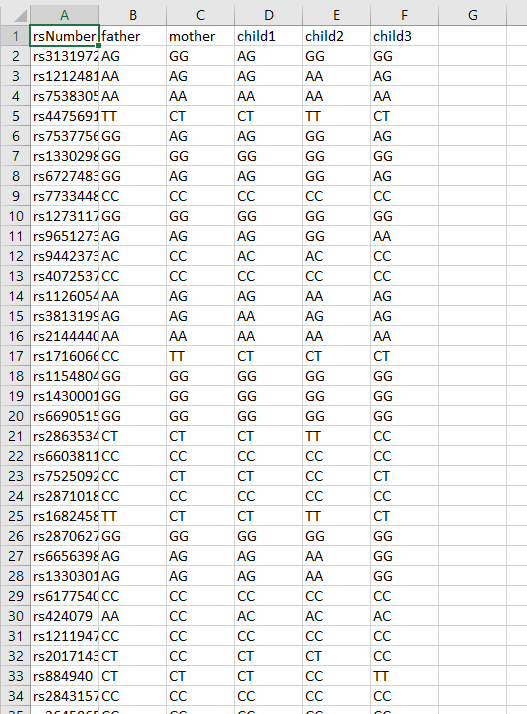 A B C D E F G
1 rsNumber father mother child1 child2 child3
2 rs3131972 AG GG AG GG GG
3 rs1212481 AA AG AG AA AG
4 rs7538305 AA AA AA AA AA
5 rs4475691 TT CT CT TT CT
6 rs7537756 GG AG AG GG AG
7 rs1330298 GG GG GG GG GG
8 rs6727483 GG AG AG GG AG
9 rs7733448 CC CC CC CC CC
10 rs1273117 GG GG GG GG GG
11 rs9651273 AG AG AG GG AA
12 rs9442373 AC CC AC AC CC
13 rs4072537 CC CC CC CC CC
14 rs1126054 AA AG AG AA AG
15 rs3813199 AG AG AA AG AG
16 rs2144440 AA AA AA AA AA
17 rs1716066 CC TT CT CT CT
18 rs1154804 GG GG GG GG GG
19 rs1430001 GG GG GG GG GG
20 rs6690515 GG GG GG GG GG
21 rs2863534 CT CT CT TT CC
22 rs6603811 CC CC CC CC CC
23 rs7525092 CC CT CT CC CT
24 rs2871018 CC CC CC CC CC
25 rs1682458 TT CT CT TT CT
26 rs2870627 GG GG GG GG GG
27 rs6656398 AG AG AG AA GG
28 rs1330301 AG AG AG AA GG
29 rs6177540 CC CC CC CC CC
30 rs424079 AA CC AC AC AC
31 rs1211947 CC CC CC CC CC
32 rs2017143 CT CC CT CT CC
33 rs884940 CT CT CT CC TT
34 rs2843157 CC CC CC CC CC